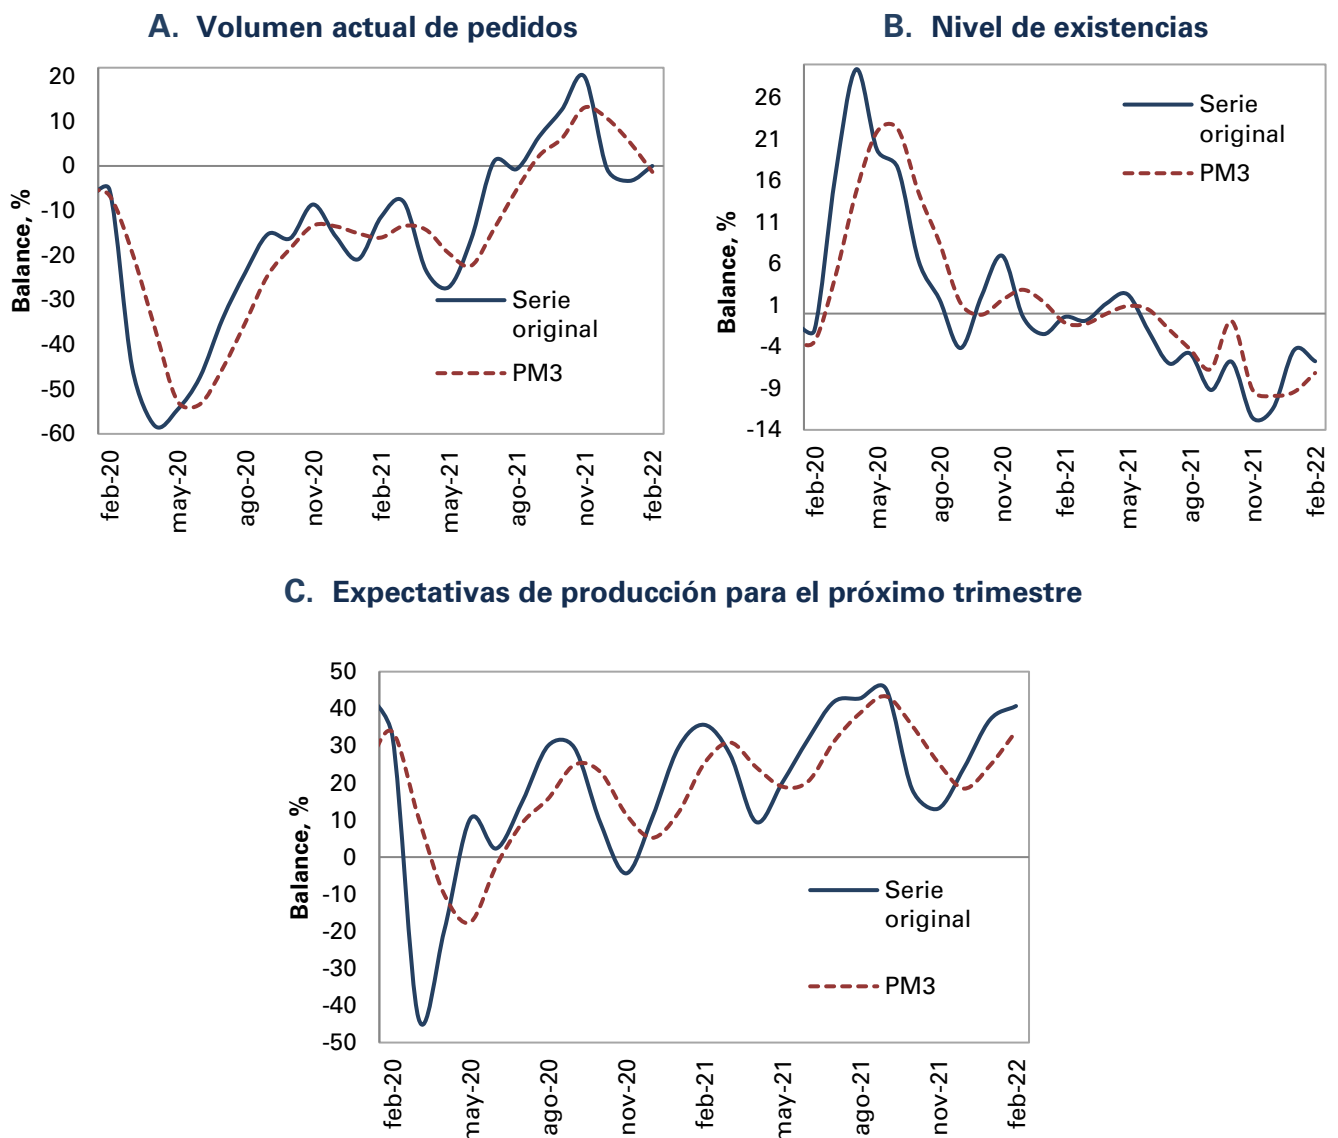 A. Volumen actual de pedidos
Balance, %
20
10
0
-10
-20
-30
-40
-50
-60
Serie
original
PM3
feb-20
may-20
ago-20
nov-20
feb-21
may-21
ago-21
nov-21
feb-22
B. Nivel de existencias
Balance, %
26
21
16
11
6
1
-4
-9
-14
Serie
original
PM3
feb-20
may-20
ago-20
nov-20
feb-21
may-21
ago-21
nov-21
feb-22
C. Expectativas de producción para el próximo trimestre
Balance, %
50
40
30
20
10
0
-10
-20
-30
-40
-50
Serie
original
PM3
feb-20
may-20
ago-20
nov-20
feb-21
may-21
ago-21
nov-21
feb-22